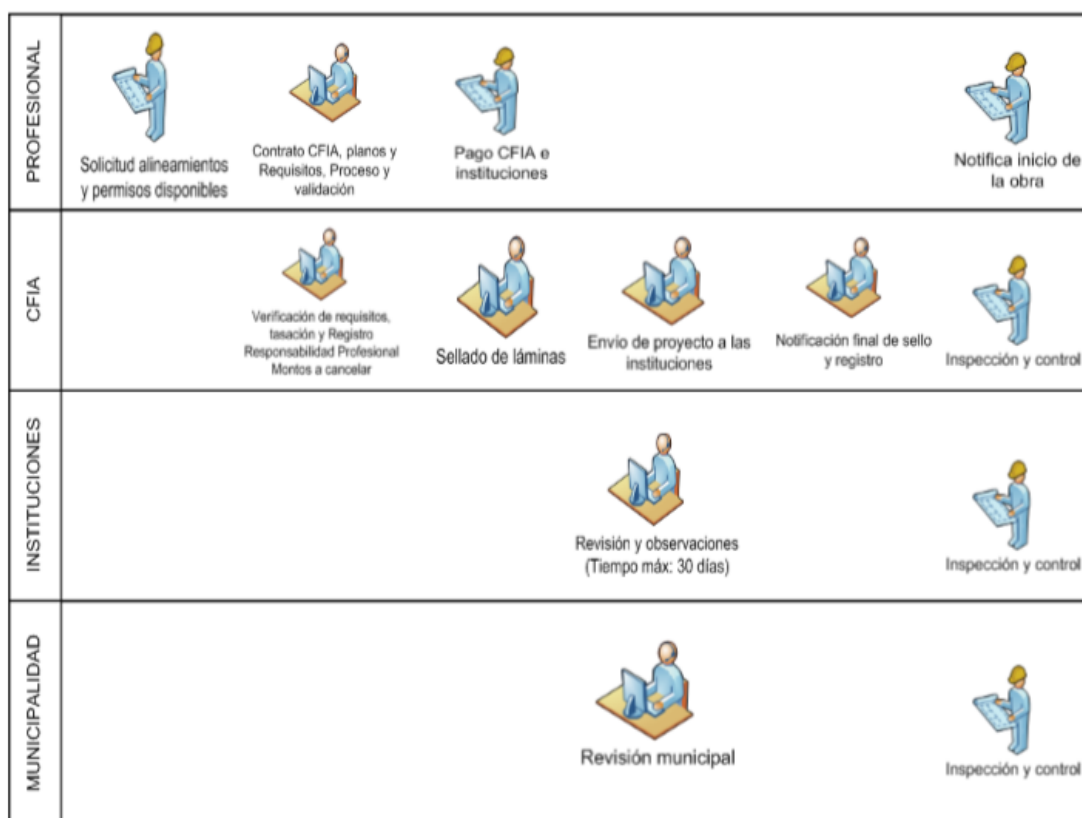 PROFESIONAL
Solicitud alineamientos
y permisos disponibles
Contrato CFIA, planos y
Requisitos, Proceso y
validación
Pago CFIA e
instituciones
Notifica inicio de
la obra
CFIA
Verificación de requisitos,
tasación y Registro
Responsabilidad Profesional
Montos a cancelar
Sellado de láminas
Envio de proyecto a las
instituciones
Notificación final de sello
y registro
Inspección y control
INSTITUCIONES
Revisión y observaciones
(Tiempo máx: 30 días)
Inspección y control
MUNICIPALIDAD
Revisión municipal
Inspección y control